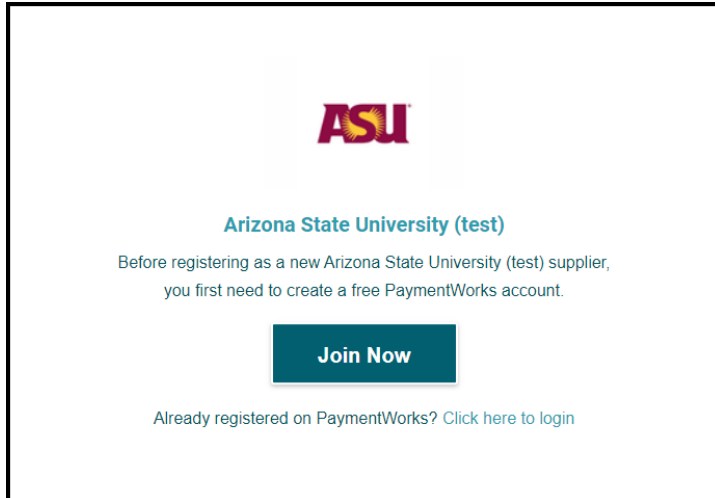 ASU
Arizona State University (test)
Before registering as a new Arizona State University (test) supplier,
you first need to create a free PaymentWorks account.
Join Now
Already registered on PaymentWorks? Click here to login